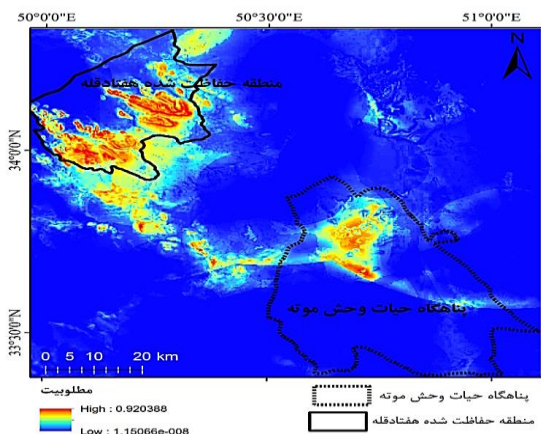 50°0'0"E 50°30'0"E 51°0'0"E
N
منطقه حفاظت شده هفتادقله
34°0'0"N
پناهگاه حیات وحش موته
33°30'0"N
0 5 10 20 km
مطلوبیت
High : 0.920388
Low : 1.15066e-008
پناهگاه حیات وحش موته
منطقه حفاظت شده هفتادقله